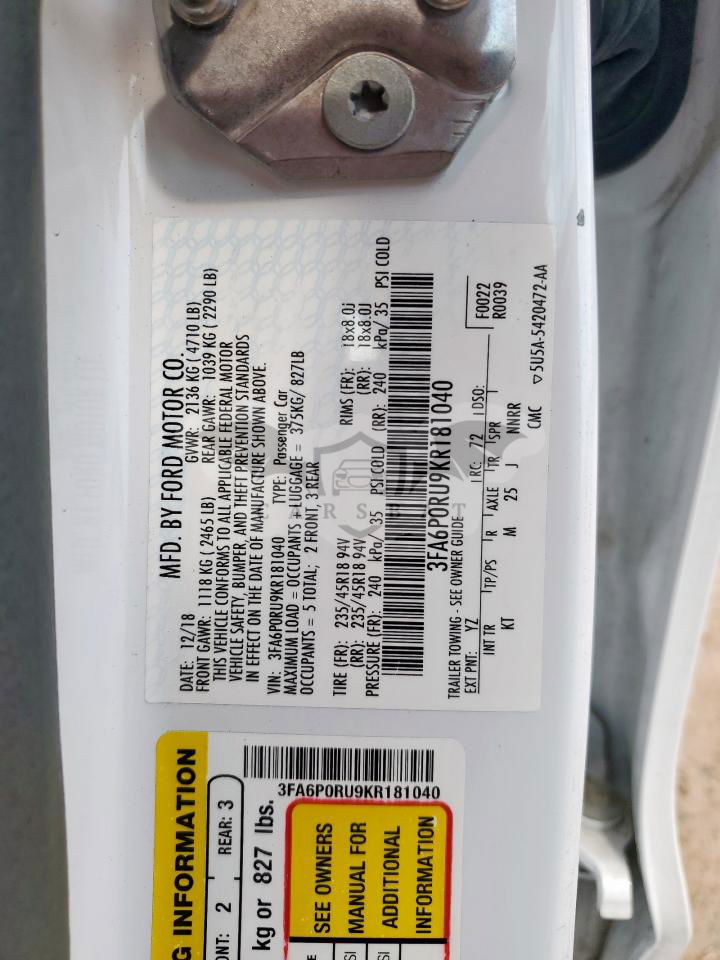 MFD. BY FORD MOTOR CO.
DATE: 12/18 GVWR: 2136 KG ( 4710 LB)
FRONT GAWR: 1118 KG ( 2465 LB) REAR GAWR: 1039 KG ( 2290 LB)
THIS VEHICLE CONFORMS TO ALL APPLICABLE FEDERAL MOTOR
VEHICLE SAFETY, BUMPER, AND THEFT PREVENTION STANDARDS
IN EFFECT ON THE DATE OF MANUFACTURE SHOWN ABOVE.
VIN: 3FA6P0RU9KR181040 TYPE: Passenger Car
MAXIMUM LOAD = OCCUPANTS + LUGGAGE = 375KG/ 827LB
OCCUPANTS = 5 TOTAL; 2 FRONT, 3 REAR
TIRE (FR): 235/45R18 94V RIMS (FR): 18x8.0J
(RR): 235/45R18 94V (RR): 18x8.0J
PRESSURE (FR): 240 kPa/ 35 PSI COLD (RR): 240 kPa/ 35 PSI COLD
3FA6P0RU9KR181040
TRAILER TOWING - SEE OWNER GUIDE
F0022
R0039
EXT PNT: YZ RC: 72 DSO:
INT TR TP/PS R AXLE TR SPR
KT M 25 J NNRR
CMC
5U5A-5420472-AA
CARSBIT
G INFORMATION
ONT: 2 REAR: 3
kg or 827 lbs.
3FA6P0RU9KR181040
SEE OWNERS
MANUAL FOR
ADDITIONAL
INFORMATION